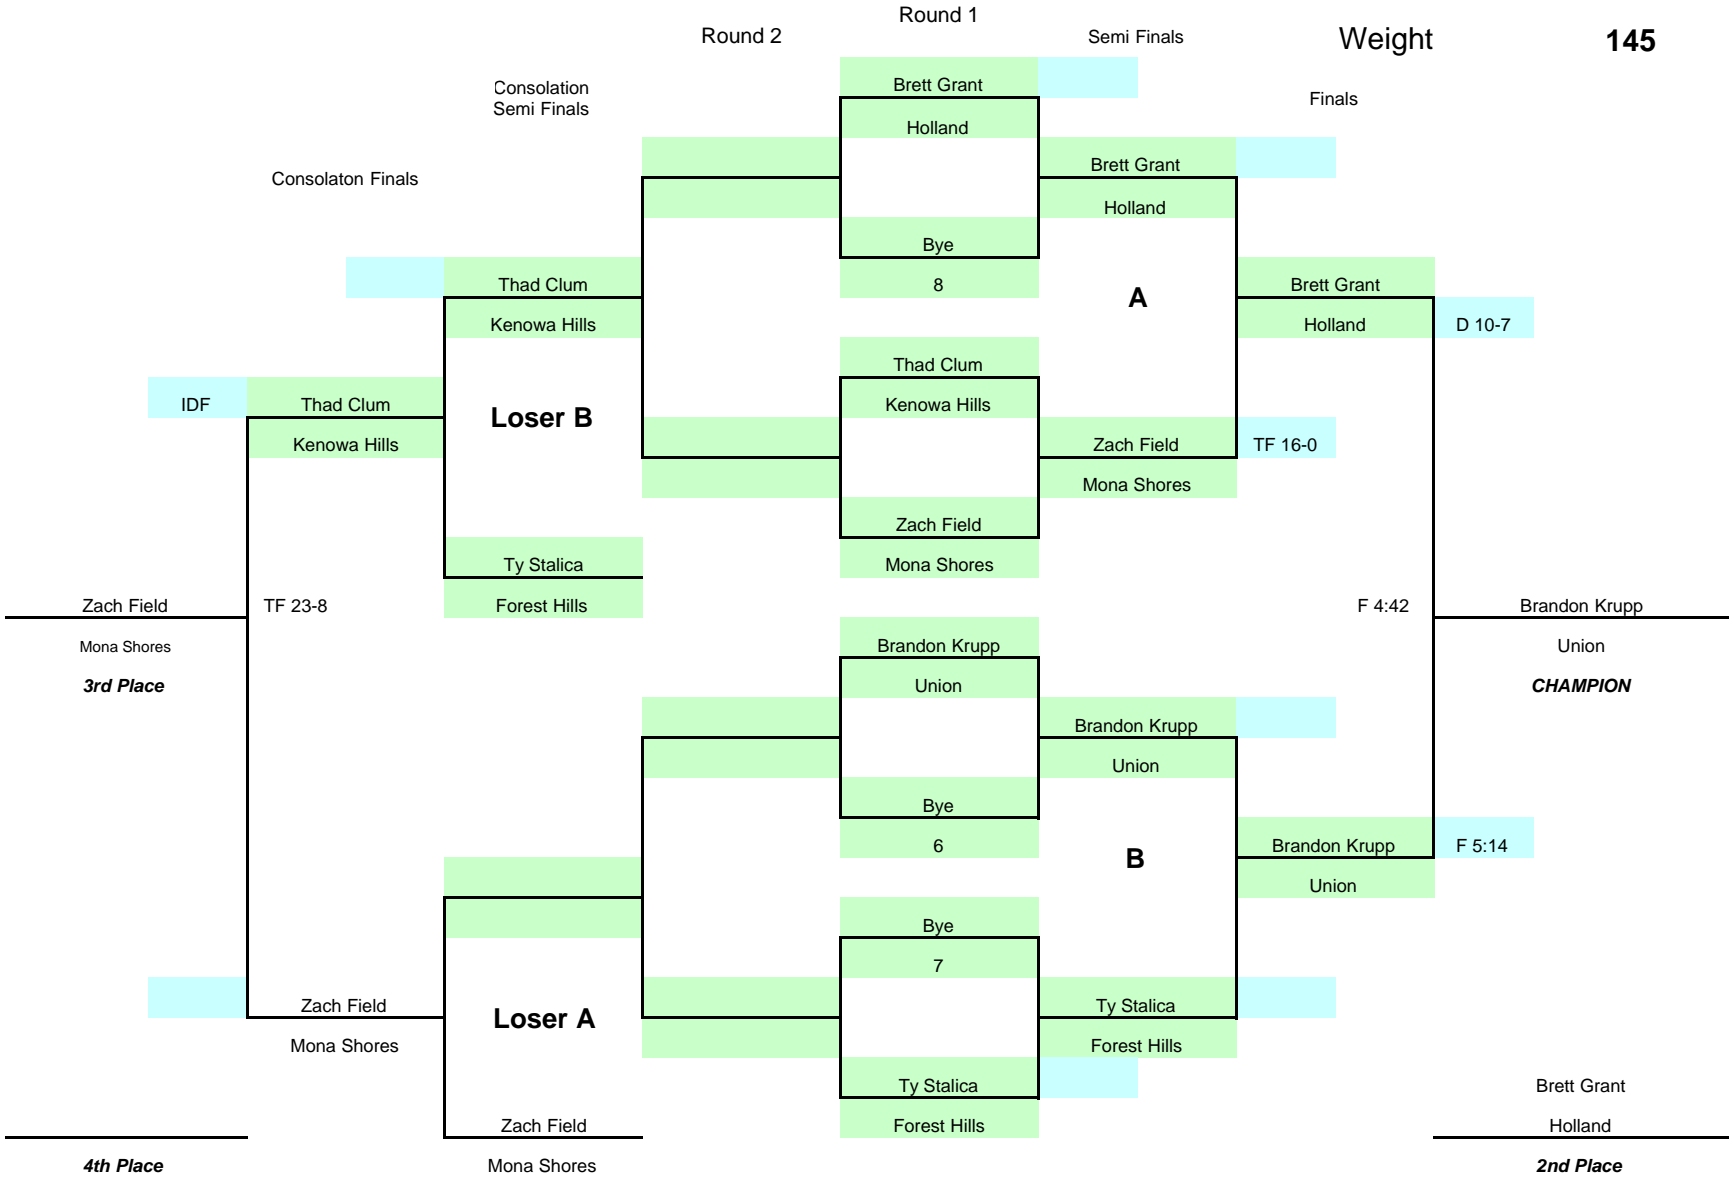 Round 1
Round 2
Semi Finals
Weight
145
Consolation
Semi Finals
Brett Grant
Finals
Holland
Consolaton Finals
Brett Grant
Holland
Bye
Thad Clum
8
A
Brett Grant
Kenowa Hills
Holland
D 10-7
Thad Clum
IDF
Thad Clum
Loser B
Kenowa Hills
Kenowa Hills
Zach Field
TF 16-0
Mona Shores
Zach Field
Ty Stalica
Mona Shores
Zach Field
TF 23-8
Forest Hills
F 4:42
Brandon Krupp
Mona Shores
Brandon Krupp
Union
3rd Place
Union
CHAMPION
Brandon Krupp
Union
Bye
6
B
Brandon Krupp
F 5:14
Union
Bye
7
Zach Field
Loser A
Ty Stalica
Mona Shores
Forest Hills
Ty Stalica
Brett Grant
Zach Field
Forest Hills
Holland
4th Place
Mona Shores
2nd Place